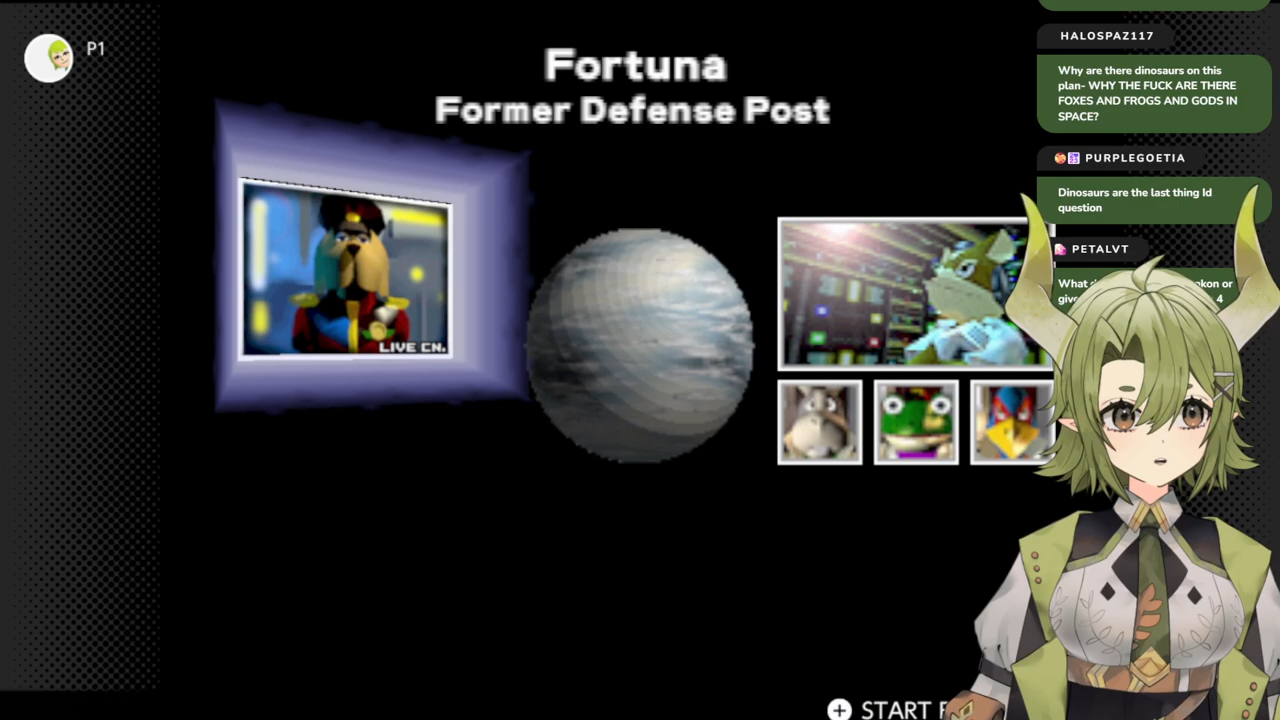 P1
Fortuna
Former Defense Post
LIVE CN.
START
HALOSPAZ117
Why are there dinosaurs on this
plan- WHY THE FUCK ARE THERE
FOXES AND FROGS AND GODS IN
SPACE?
PURPLEGOETIA
Dinosaurs are the last thing Id
question
PETALVT
What or
4